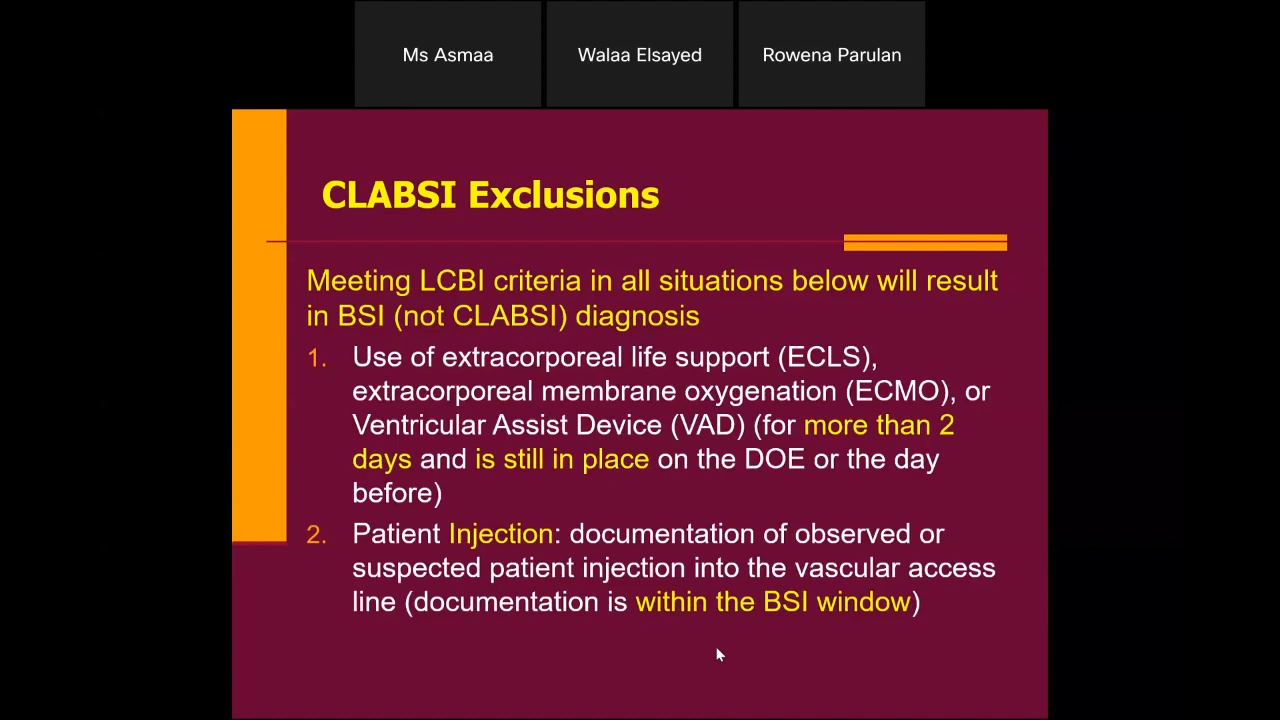 Ms Asmaa
Walaa Elsayed
Rowena Parulan
CLABSI Exclusions
Meeting LCBI criteria in all situations below will result
in BSI (not CLABSI) diagnosis
1. Use of extracorporeal life support (ECLS),
extracorporeal membrane oxygenation (ECMO), or
Ventricular Assist Device (VAD) (for more than 2
days and is still in place on the DOE or the day
before)
2. Patient Injection: documentation of observed or
suspected patient injection into the vascular access
line (documentation is within the BSI window)